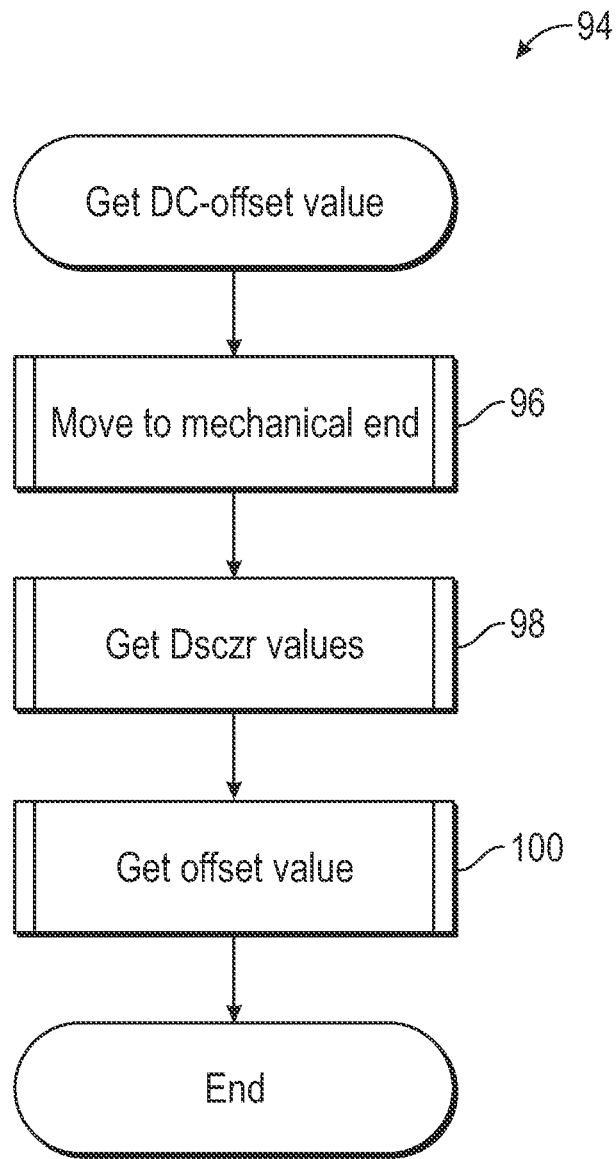 94
Get DC-offset value
Move to mechanical end
96
Get Dsczr values
98
Get offset value
100
End